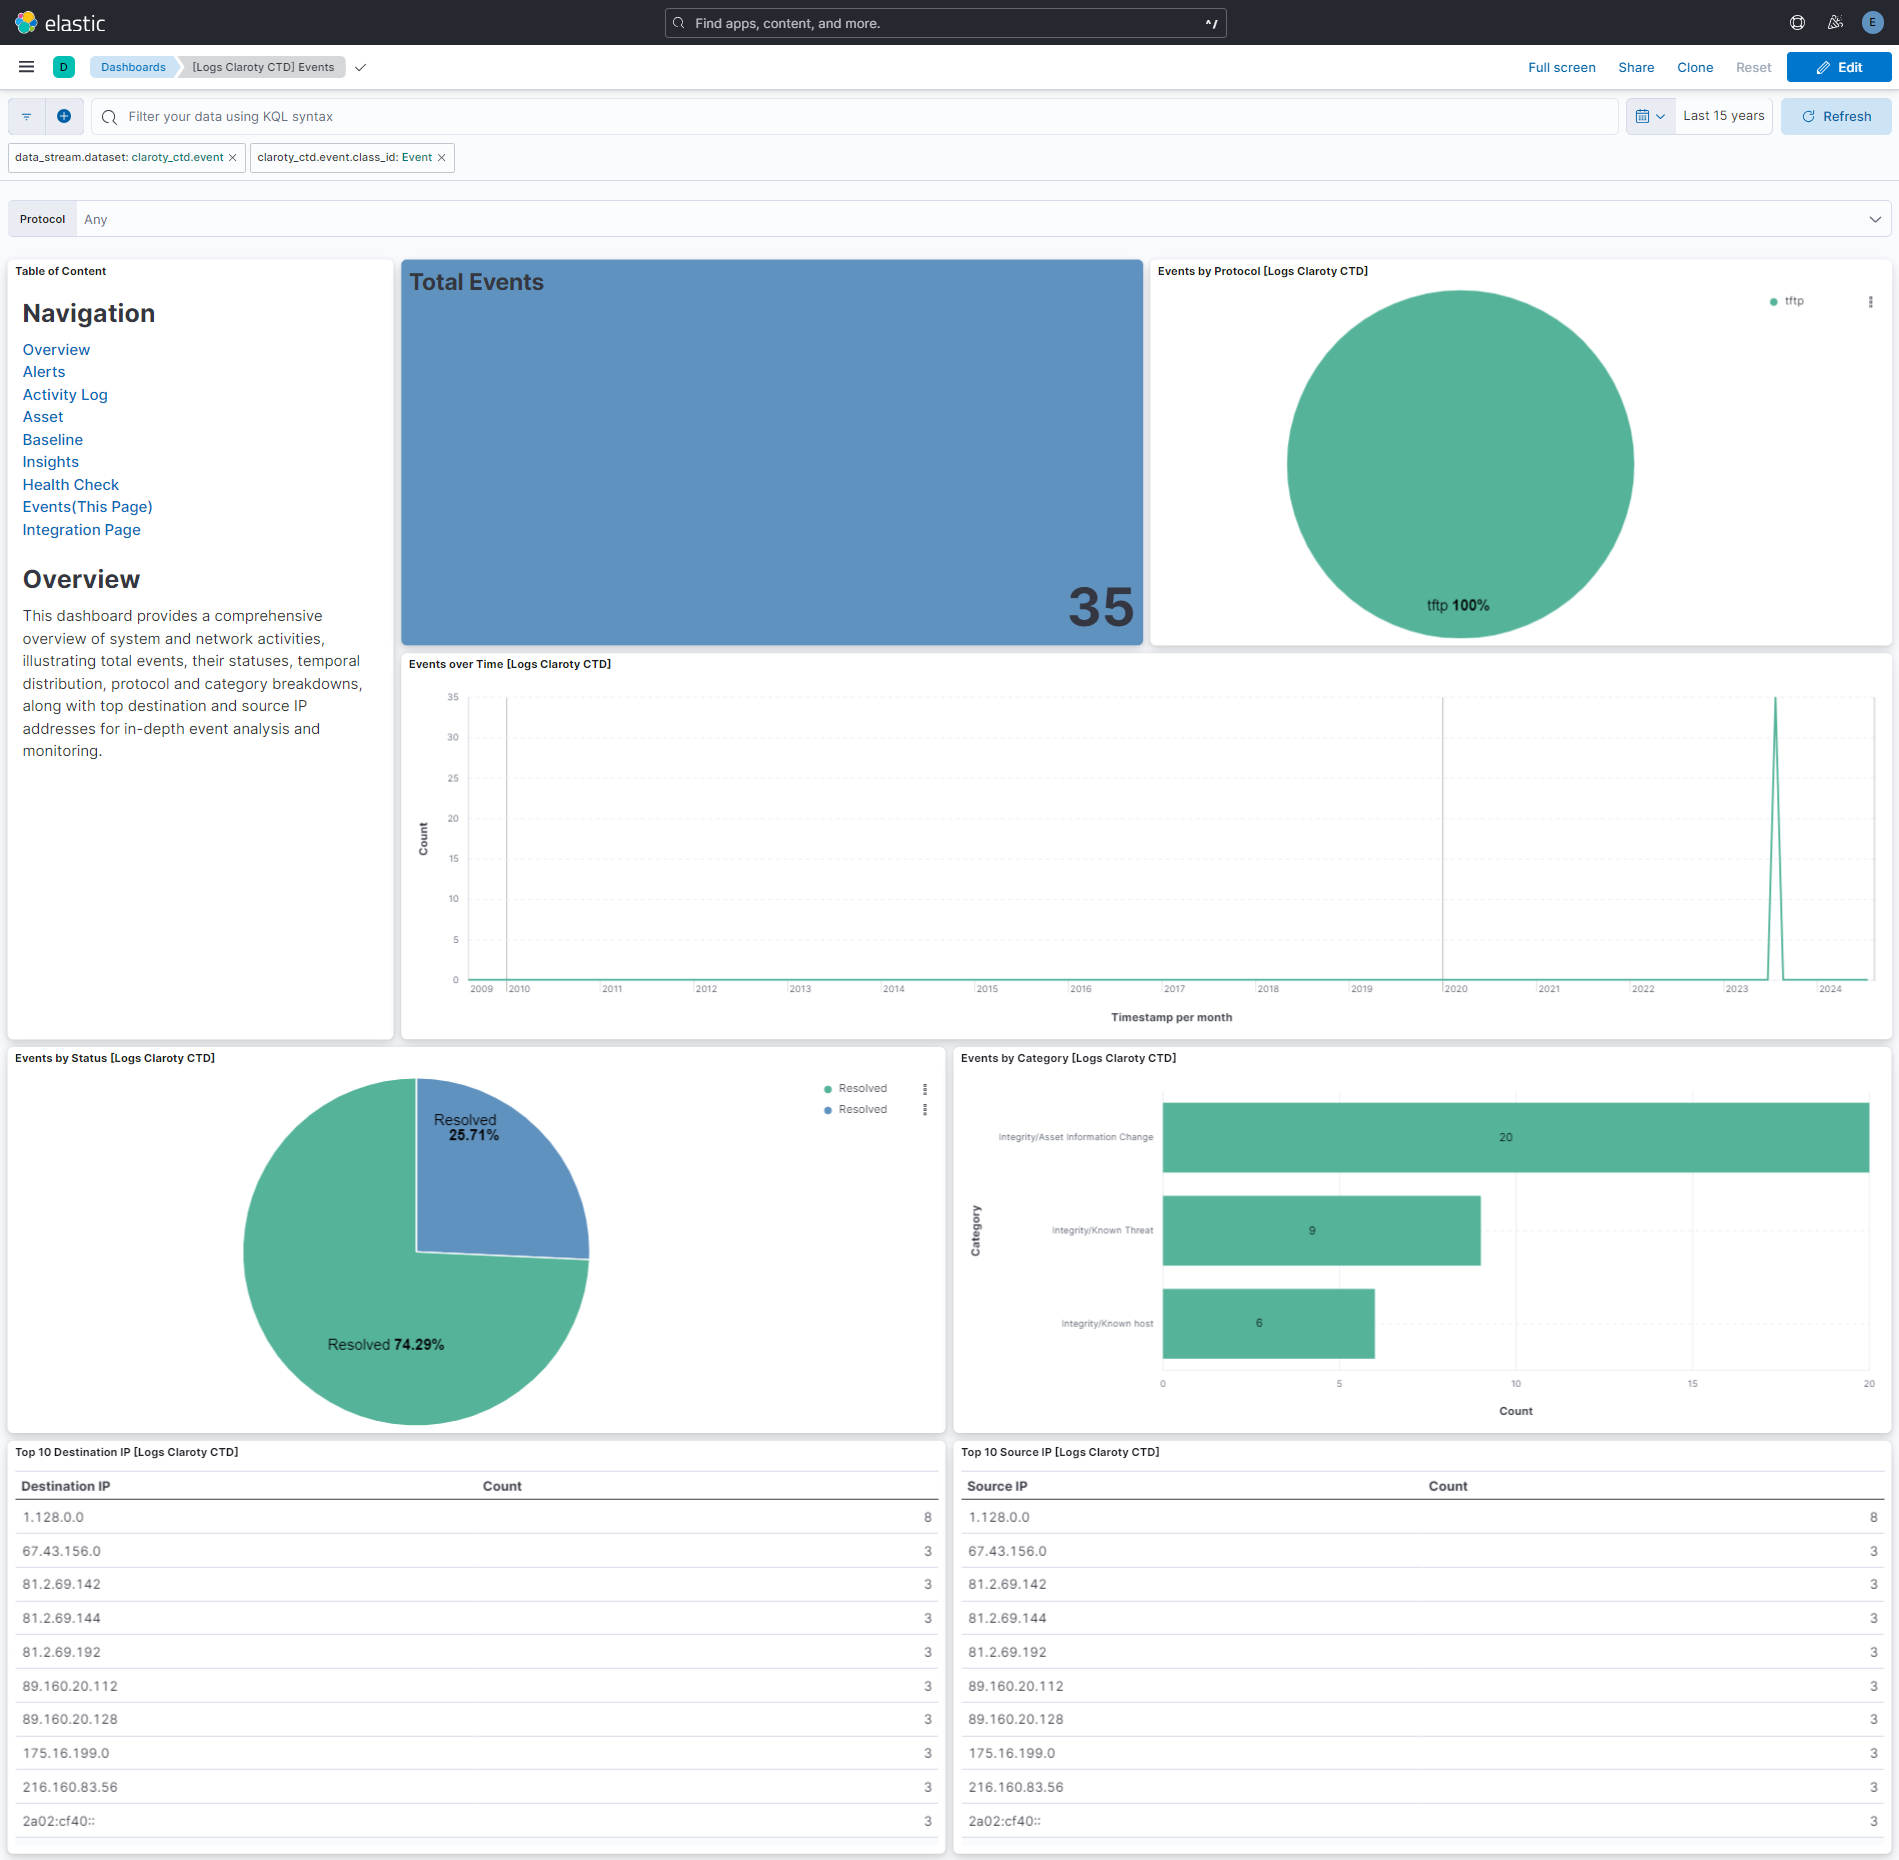 elastic
Find apps, content, and more.
^/
E
D
Dashboards
[Logs Claroty CTD] Events
Full screen
Share
Clone
Reset
Edit
Filter your data using KQL syntax
Last 15 years
Refresh
data_stream.dataset: claroty_ctd.event
claroty_ctd.event.class_id: Event
Protocol
Any
Table of Content
Navigation
Overview
Alerts
Activity Log
Asset
Baseline
Insights
Health Check
Events(This Page)
Integration Page
Overview
This dashboard provides a comprehensive
overview of system and network activities,
illustrating total events, their statuses, temporal
distribution, protocol and category breakdowns,
along with top destination and source IP
addresses for in-depth event analysis and
monitoring.
Total Events
35
Events by Protocol [Logs Claroty CTD]
tftp
tftp 100%
Events over Time [Logs Claroty CTD]
35
30
25
20
15
10
5
0
Count
2009 2010 2011 2012 2013 2014 2015 2016 2017 2018 2019 2020 2021 2022 2023 2024
Timestamp per month
Events by Status [Logs Claroty CTD]
Resolved
Resolved
Resolved
25.71%
Resolved 74.29%
Events by Category [Logs Claroty CTD]
Category
Integrity/Asset Information Change
20
Integrity/Known Threat
9
Integrity/Known host
6
0 5 10 15 20
Count
Top 10 Destination IP [Logs Claroty CTD]
Destination IP Count
1.128.0.0 8
67.43.156.0 3
81.2.69.142 3
81.2.69.144 3
81.2.69.192 3
89.160.20.112 3
89.160.20.128 3
175.16.199.0 3
216.160.83.56 3
2a02:cf40:: 3
Top 10 Source IP [Logs Claroty CTD]
Source IP Count
1.128.0.0 8
67.43.156.0 3
81.2.69.142 3
81.2.69.144 3
81.2.69.192 3
89.160.20.112 3
89.160.20.128 3
175.16.199.0 3
216.160.83.56 3
2a02:cf40:: 3